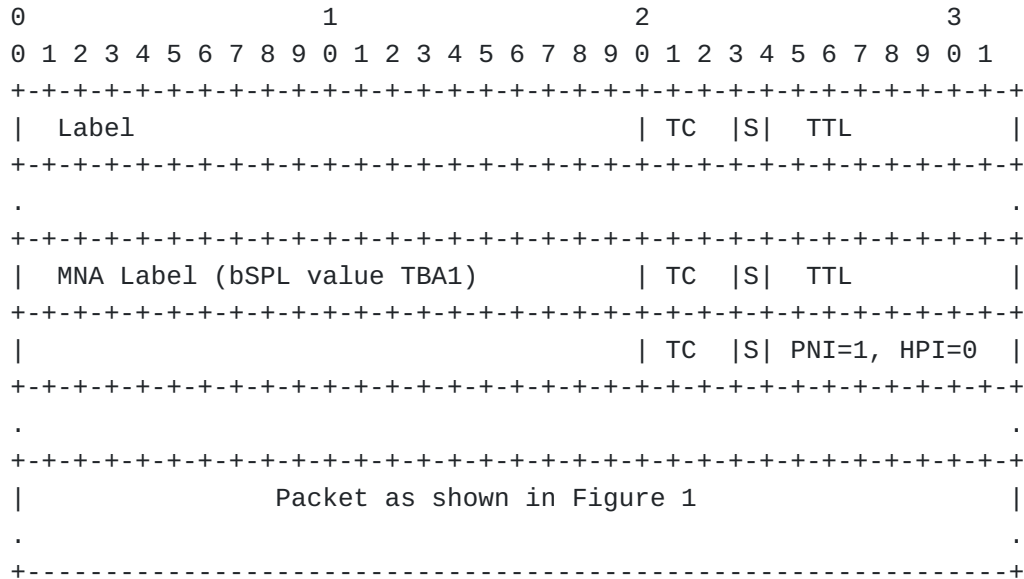 0                   1                   2                   3
0 1 2 3 4 5 6 7 8 9 0 1 2 3 4 5 6 7 8 9 0 1 2 3 4 5 6 7 8 9 0 1
+-+-+-+-+-+-+-+-+-+-+-+-+-+-+-+-+-+-+-+-+-+-+-+-+-+-+-+-+-+-+-+-+
|  Label                                | TC  |S|  TTL          |
+-+-+-+-+-+-+-+-+-+-+-+-+-+-+-+-+-+-+-+-+-+-+-+-+-+-+-+-+-+-+-+-+
.                                                               .
+-+-+-+-+-+-+-+-+-+-+-+-+-+-+-+-+-+-+-+-+-+-+-+-+-+-+-+-+-+-+-+-+
|  MNA Label (bSPL value TBA1)          | TC  |S|  TTL          |
+-+-+-+-+-+-+-+-+-+-+-+-+-+-+-+-+-+-+-+-+-+-+-+-+-+-+-+-+-+-+-+-+
|                                       | TC  |S| PNI=1, HPI=0  |
+-+-+-+-+-+-+-+-+-+-+-+-+-+-+-+-+-+-+-+-+-+-+-+-+-+-+-+-+-+-+-+-+
.                                                               .
+-+-+-+-+-+-+-+-+-+-+-+-+-+-+-+-+-+-+-+-+-+-+-+-+-+-+-+-+-+-+-+-+
|                Packet as shown in Figure 1                    |
.                                                               .
+---------------------------------------------------------------+